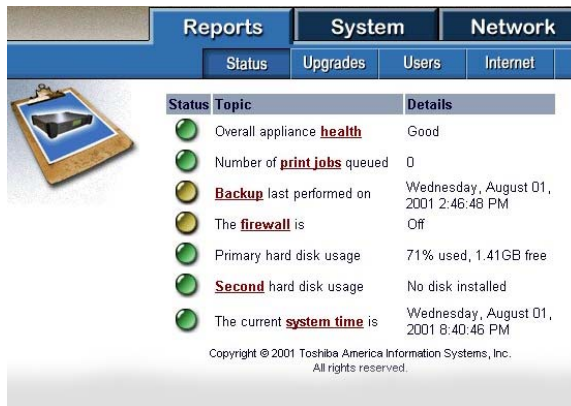 Reports System Network
Status Upgrades Users Internet
Status Topic Details
Overall appliance health Good
Number of print jobs queued 0
Backup last performed on Wednesday, August 01,
2001 2:46:48 PM
The firewall is Off
Primary hard disk usage 71% used, 1.41GB free
Second hard disk usage No disk installed
The current system time is Wednesday, August 01,
2001 8:40:46 PM
Copyright © 2001 Toshiba America Information Systems, Inc.
All rights reserved.